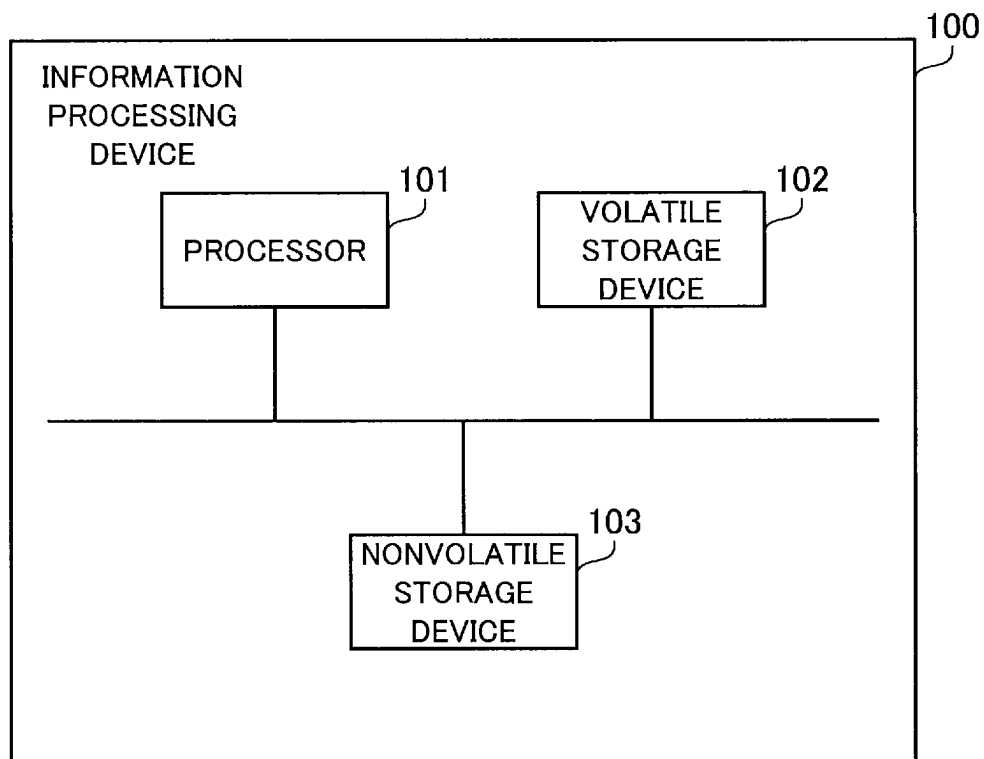 100
INFORMATION
PROCESSING
DEVICE
101
102
PROCESSOR
VOLATILE
STORAGE
DEVICE
103
NONVOLATILE
STORAGE
DEVICE